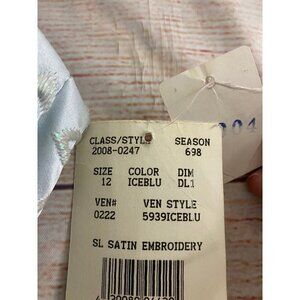 CLASS/STYLE SEASON
2008-0247 698
SIZE COLOR DIM
12 ICEBLU DL1
VEN# VEN STYLE
0222 5939ICEBLU
SL SATIN EMBROIDERY